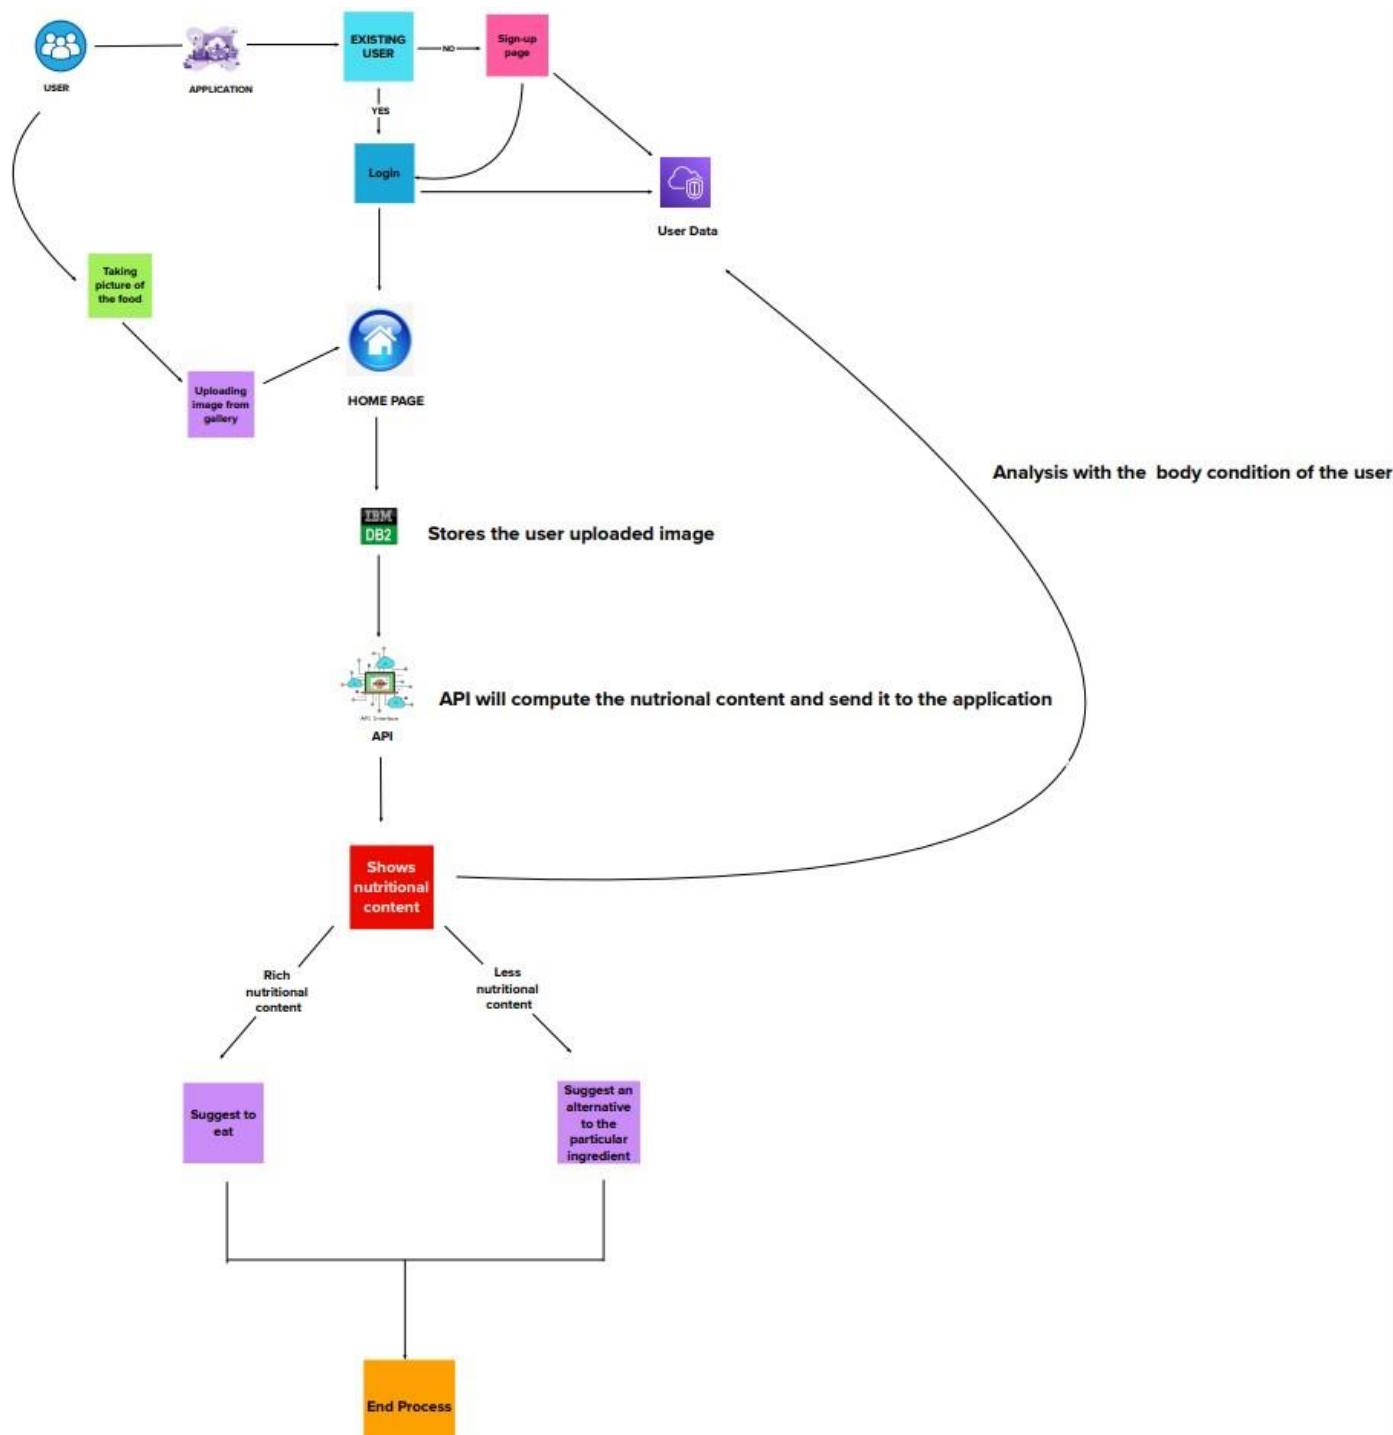 USER
APPLICATION
EXISTING
USER
NO
Sign-up
page
YES
Login
User Data
Taking
picture of
the food
Uploading
image from
gallery
HOME PAGE
Analysis with the body condition of the user
IBM
DB2
Stores the user uploaded image
API will compute the nutrional content and send it to the application
API Interface
API
Shows
nutritional
content
Rich
nutritional
content
Less
nutritional
content
Suggest to
eat
Suggest an
alternative
to the
particular
ingredient
End Process